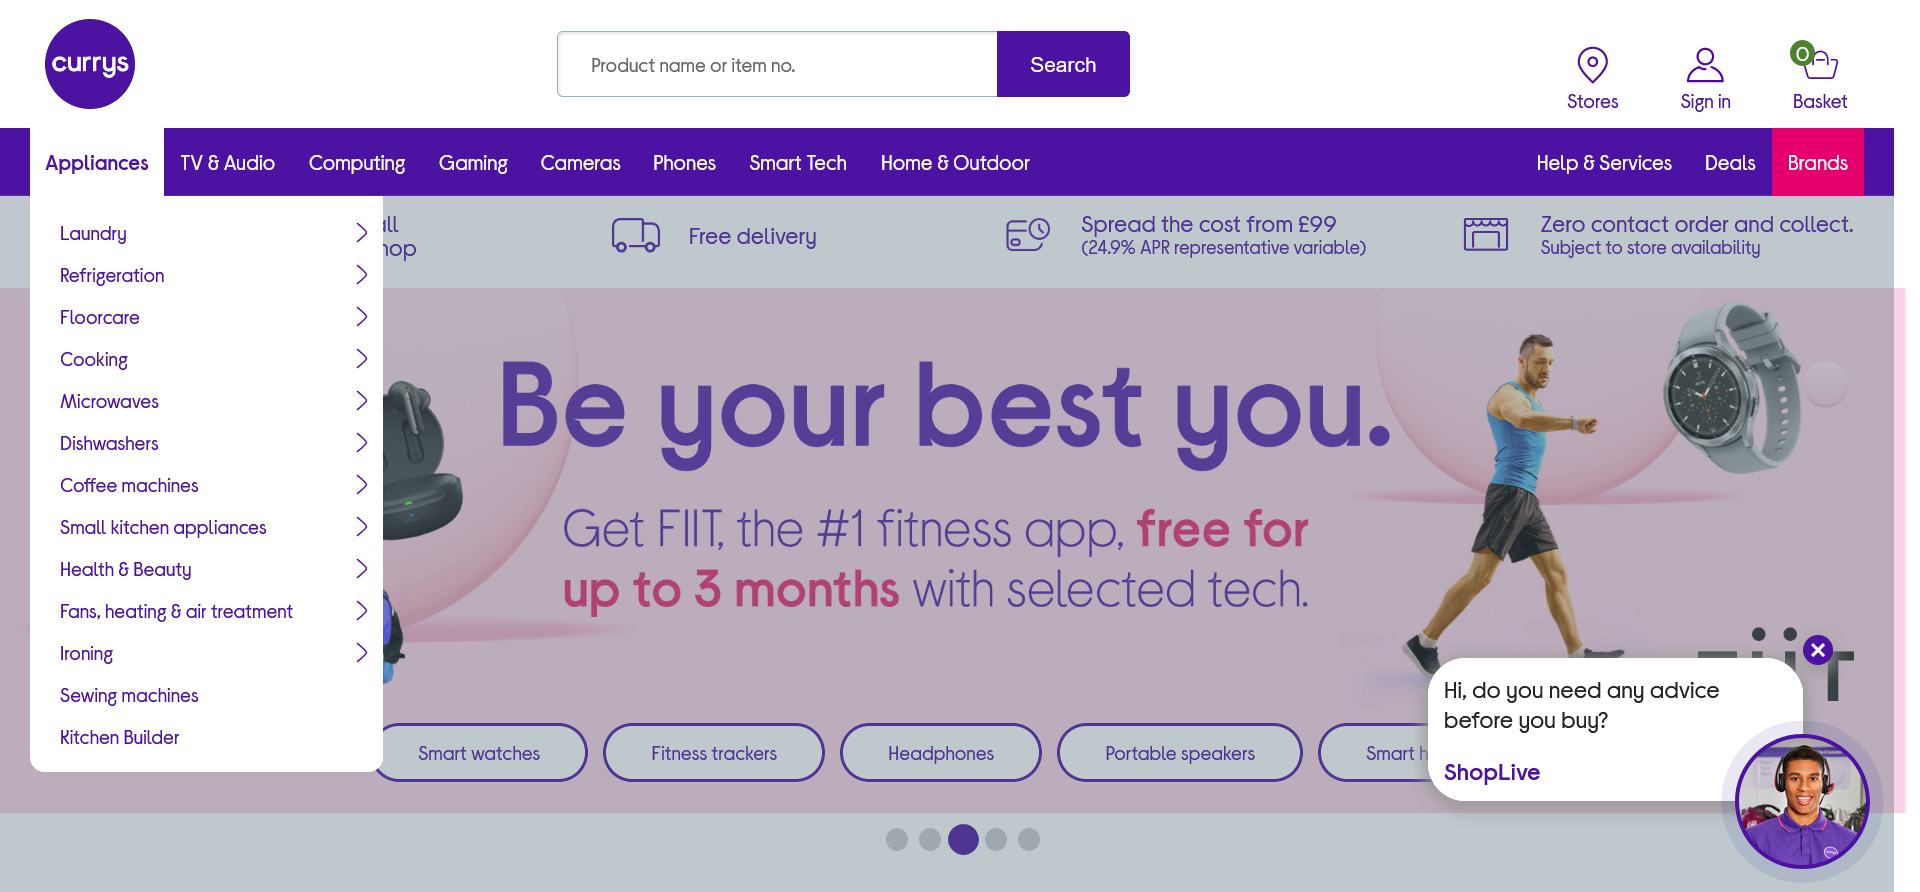 currys
Product name or item no.
Search
Stores
Sign in
0
Basket
Appliances
TV & Audio
Computing
Gaming
Cameras
Phones
Smart Tech
Home & Outdoor
Help & Services
Deals
Brands
Laundry
Refrigeration
Floorcare
Cooking
Microwaves
Dishwashers
Coffee machines
Small kitchen appliances
Health & Beauty
Fans, heating & air treatment
Ironing
Sewing machines
Kitchen Builder
Free delivery
Spread the cost from £99
(24.9% APR representative variable)
Zero contact order and collect.
Subject to store availability
Be your best you.
Get FIIT, the #1 fitness app, free for
up to 3 months with selected tech.
Smart watches
Fitness trackers
Headphones
Portable speakers
Smart
Hi, do you need any advice
before you buy?
ShopLive